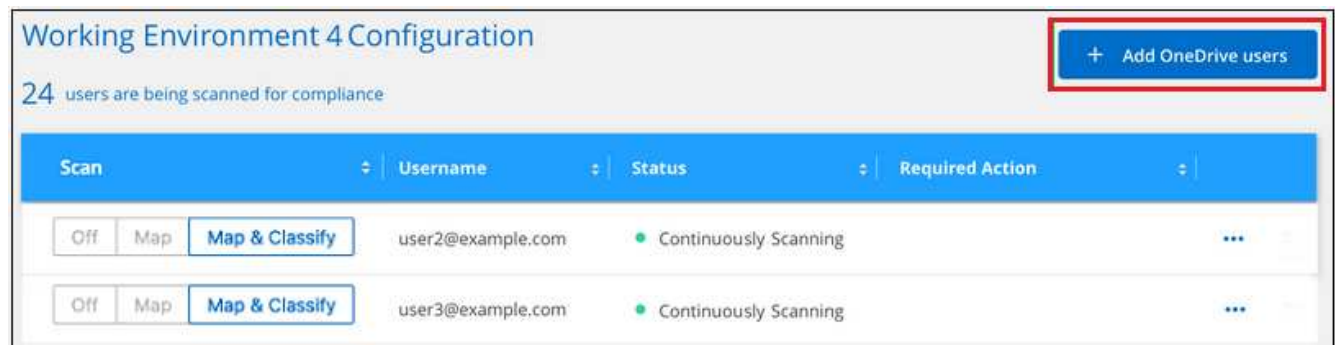 Working Environment 4 Configuration
+ Add OneDrive users
24 users are being scanned for compliance
Scan Username Status Required Action
Off Map Map & Classify user2@example.com Continuously Scanning •••
Off Map Map & Classify user3@example.com Continuously Scanning •••